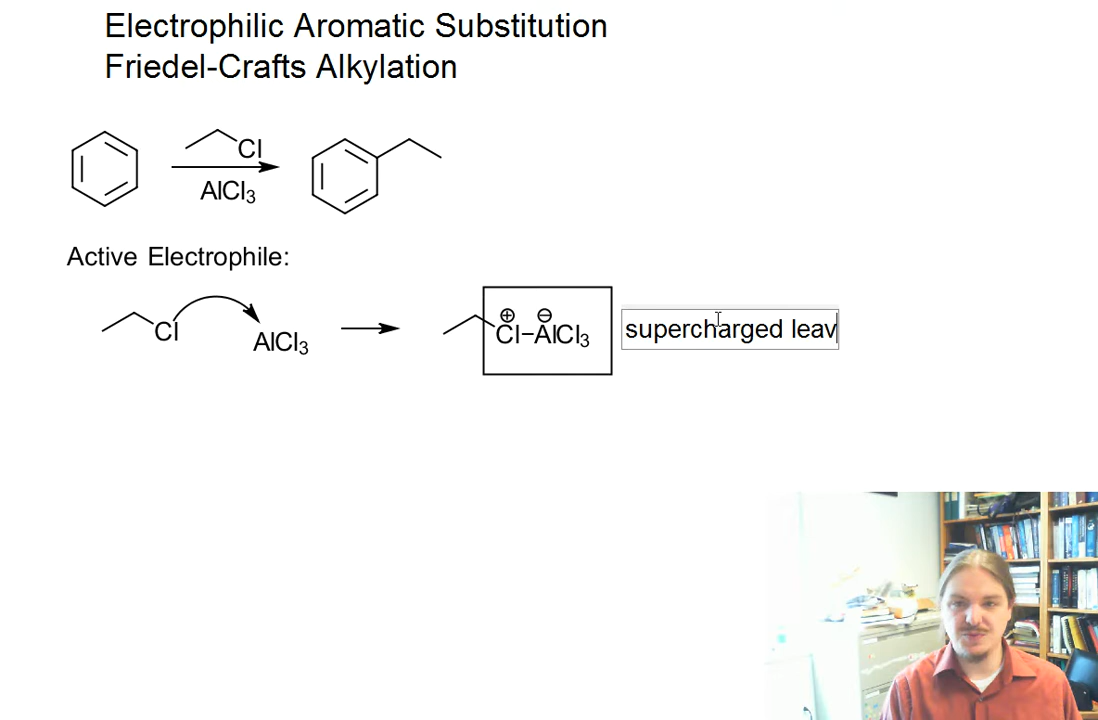 Electrophilic Aromatic Substitution
Friedel-Crafts Alkylation
Cl
AlCl3
Active Electrophile:
Cl
AlCl3
⊕ ⊖
Cl–AlCl3
supercharged leav